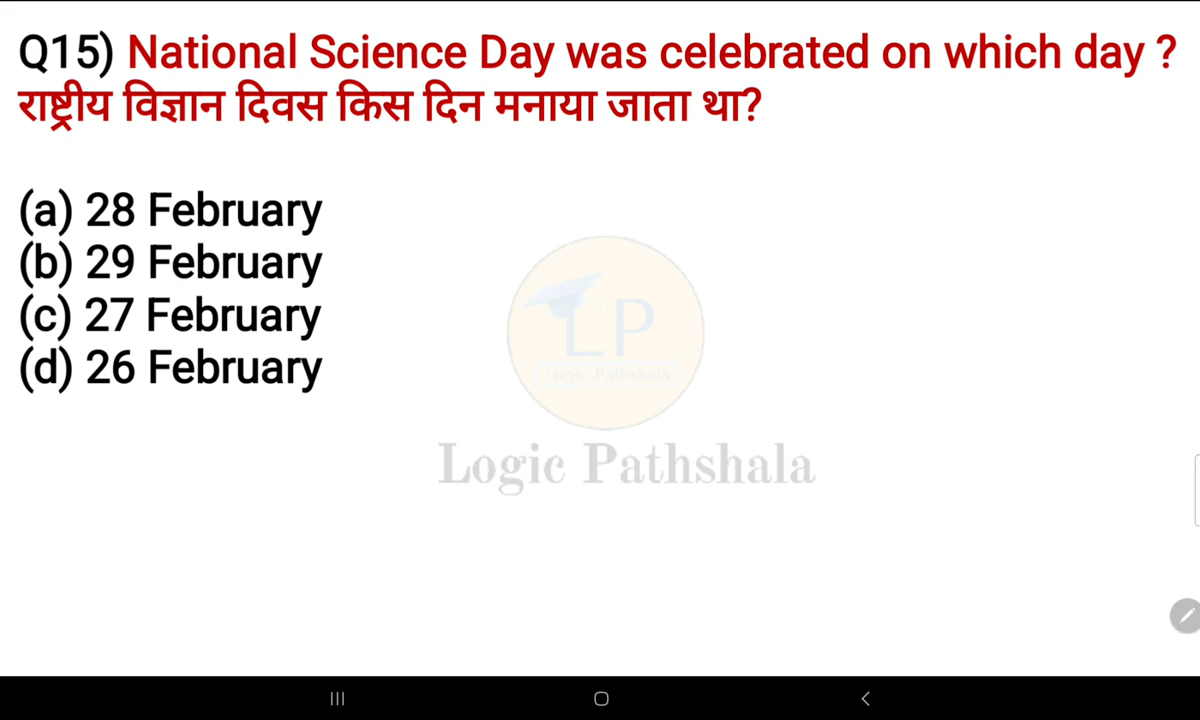 Q15) National Science Day was celebrated on which day ?
राष्ट्रीय विज्ञान दिवस किस दिन मनाया जाता था?
(a) 28 February
(b) 29 February
(c) 27 February
(d) 26 February
LP
Logic Pathshala
Logic Pathshala